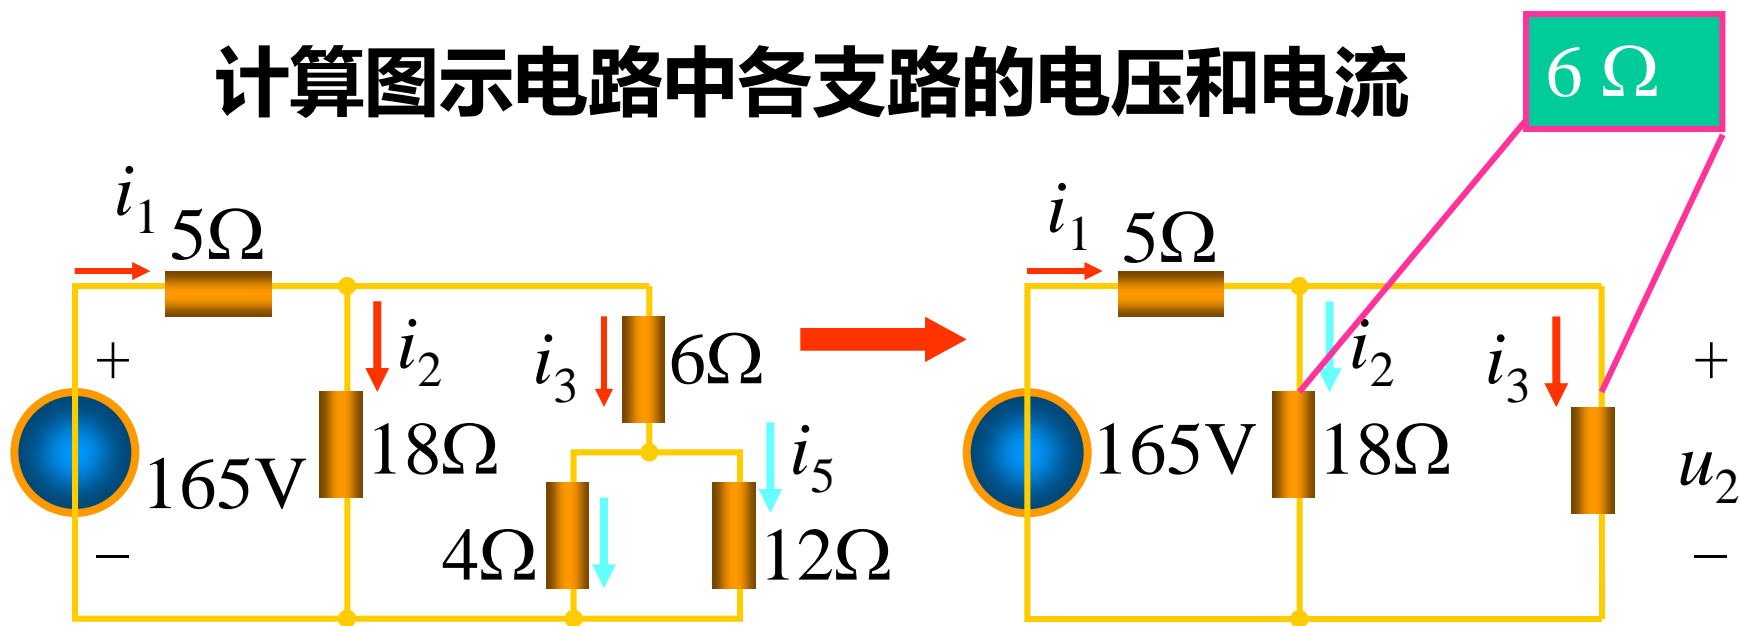 计算图示电路中各支路的电压和电流
6 Ω
i1
5Ω
+
i2
i3
6Ω
165V
18Ω
i5
4Ω
12Ω
−
i1
5Ω
i2
i3
+
165V
18Ω
u2
−